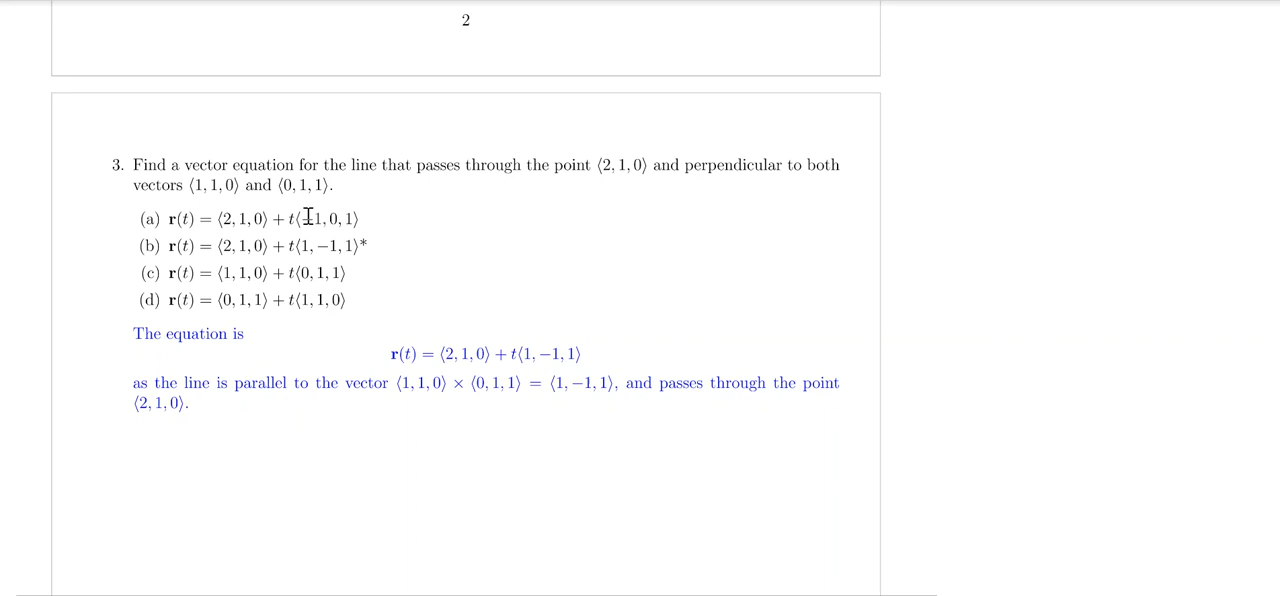 2
3. Find a vector equation for the line that passes through the point ⟨2, 1, 0⟩ and perpendicular to both
vectors ⟨1, 1, 0⟩ and ⟨0, 1, 1⟩.
(a) r(t) = ⟨2, 1, 0⟩ + t⟨−1, 0, 1⟩
(b) r(t) = ⟨2, 1, 0⟩ + t⟨1, −1, 1⟩*
(c) r(t) = ⟨1, 1, 0⟩ + t⟨0, 1, 1⟩
(d) r(t) = ⟨0, 1, 1⟩ + t⟨1, 1, 0⟩
The equation is
r(t) = ⟨2, 1, 0⟩ + t⟨1, −1, 1⟩
as the line is parallel to the vector ⟨1, 1, 0⟩ × ⟨0, 1, 1⟩ = ⟨1, −1, 1⟩, and passes through the point
⟨2, 1, 0⟩.